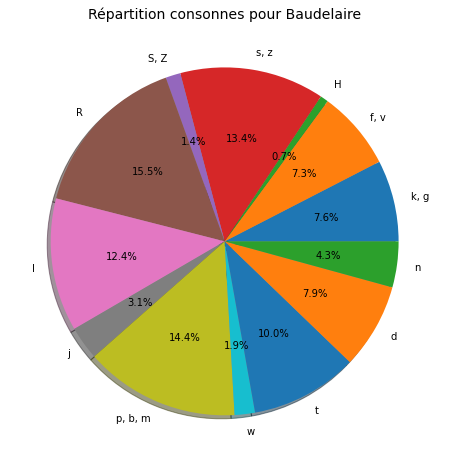 Répartition consonnes pour Baudelaire
s, z
S, Z
H
R
f, v
13.4%
1.4%
0.7%
15.5%
7.3%
k, g
7.6%
12.4%
4.3%
l
n
3.1%
7.9%
14.4%
1.9%
10.0%
d
j
p, b, m
t
w